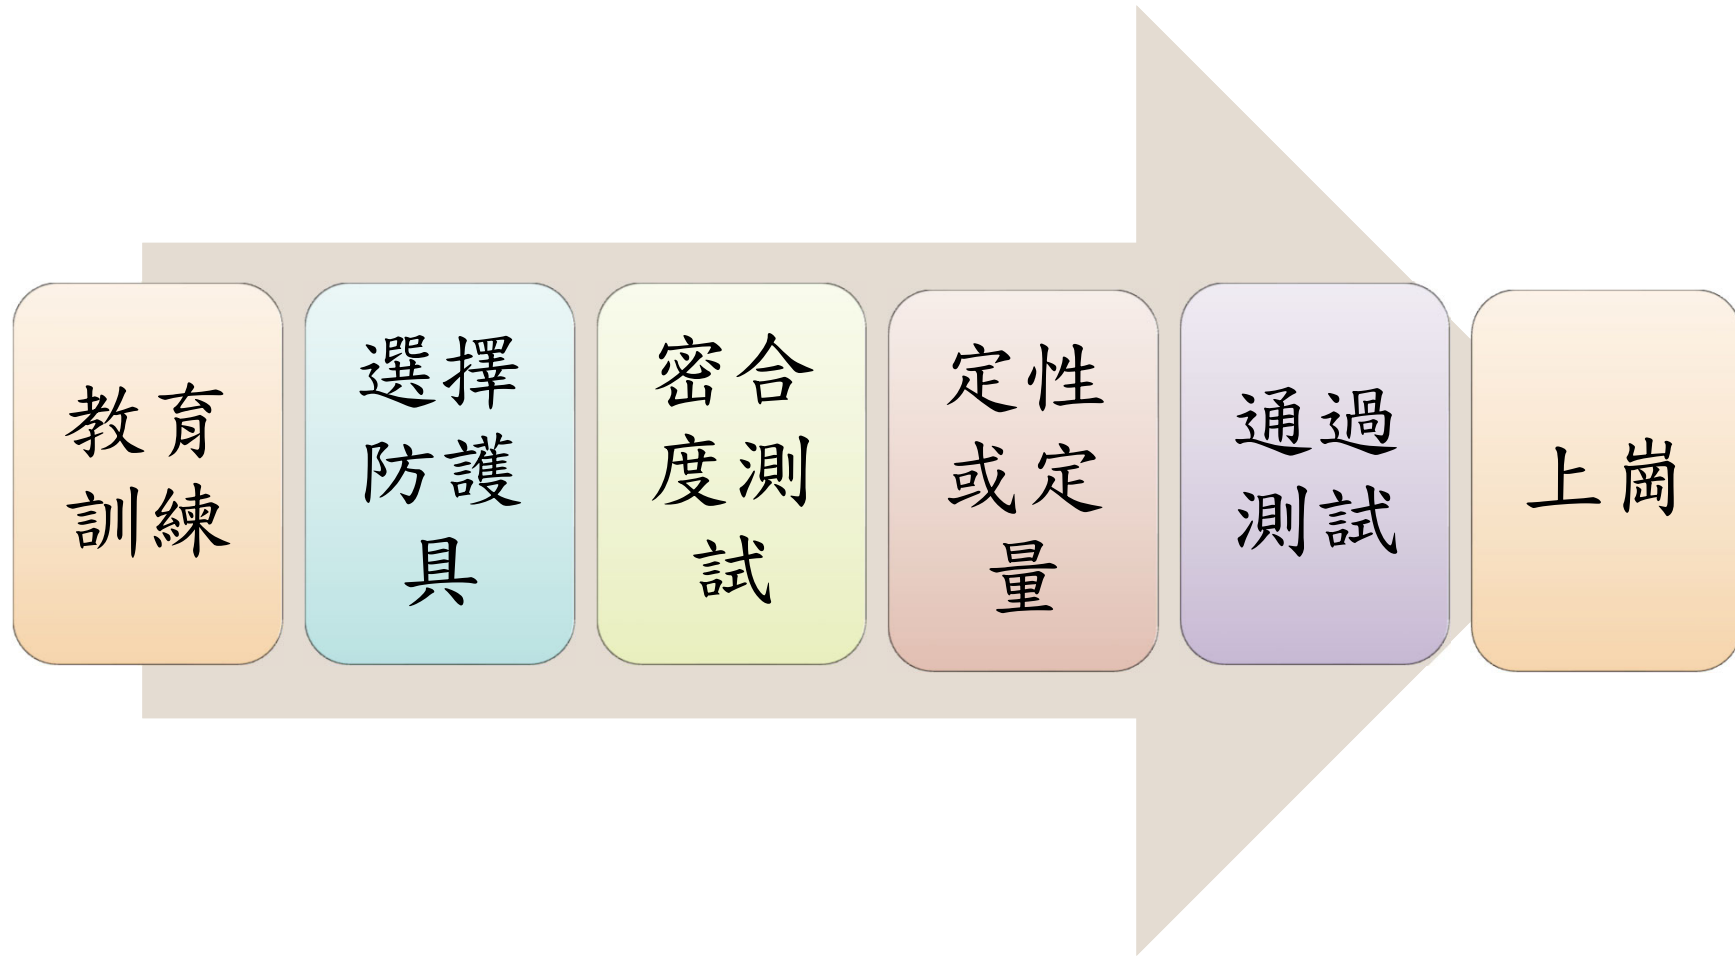 教育
訓練
選擇
防護
具
密合
度測
試
定性
或定
量
通過
測試
上崗